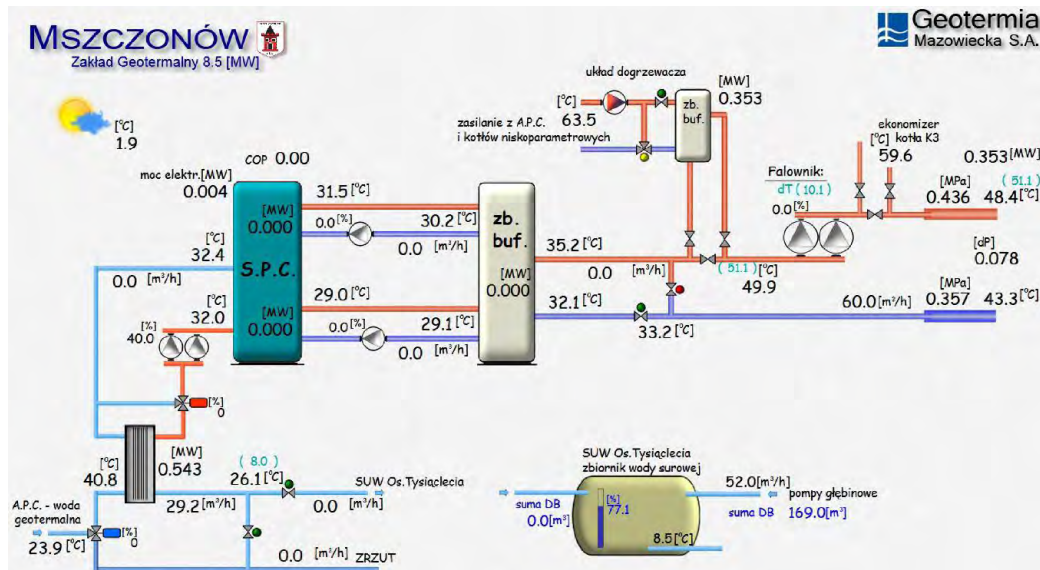 MSZCZONÓW
Zakład Geotermalny 8.5 [MW]
Geotermia
Mazowiecka S.A.
układ dogrzewacza
[°C]
63.5
zb.
buf.
[MW]
0.353
zasilanie z A.P.C.
i kotłów niskoparametrowych
ekonomizer
kotła K3
[°C]
59.6
0.353 [MW]
Falownik:
dT ( 10.1 )
0.0 [%]
[MPa]
0.436
( 51.1 )
48.4 [°C]
[°C]
1.9
COP 0.00
moc elektr.[MW]
0.004
31.5 [°C]
30.2 [°C]
[MW]
0.000
0.0 [%]
0.0 [m³/h]
zb.
buf.
S.P.C.
[°C]
32.4
0.0 [m³/h]
35.2 [°C]
0.0 [m³/h]
( 51.1 ) [°C]
49.9
[dP]
0.078
[MW]
0.000
[°C]
32.0
29.0 [°C]
29.1 [°C]
[MW]
0.000
32.1 [°C]
33.2 [°C]
60.0 [m³/h]
[MPa]
0.357
43.3 [°C]
[%]
40.0
0.0 [%]
0.0 [m³/h]
[%]
0
[°C]
40.8
[MW]
0.543
( 8.0 )
26.1 [°C]
29.2 [m³/h]
0.0 [m³/h]
SUW Os.Tysiąclecia
A.P.C. - woda
geotermalna
23.9 [°C]
[%]
0
0.0 [m³/h] ZRZUT
SUW Os.Tysiąclecia
zbiornik wody surowej
suma DB
0.0 [m³]
[%]
77.1
8.5 [°C]
52.0 [m³/h]
pompy głębinowe
suma DB 169.0 [m³]